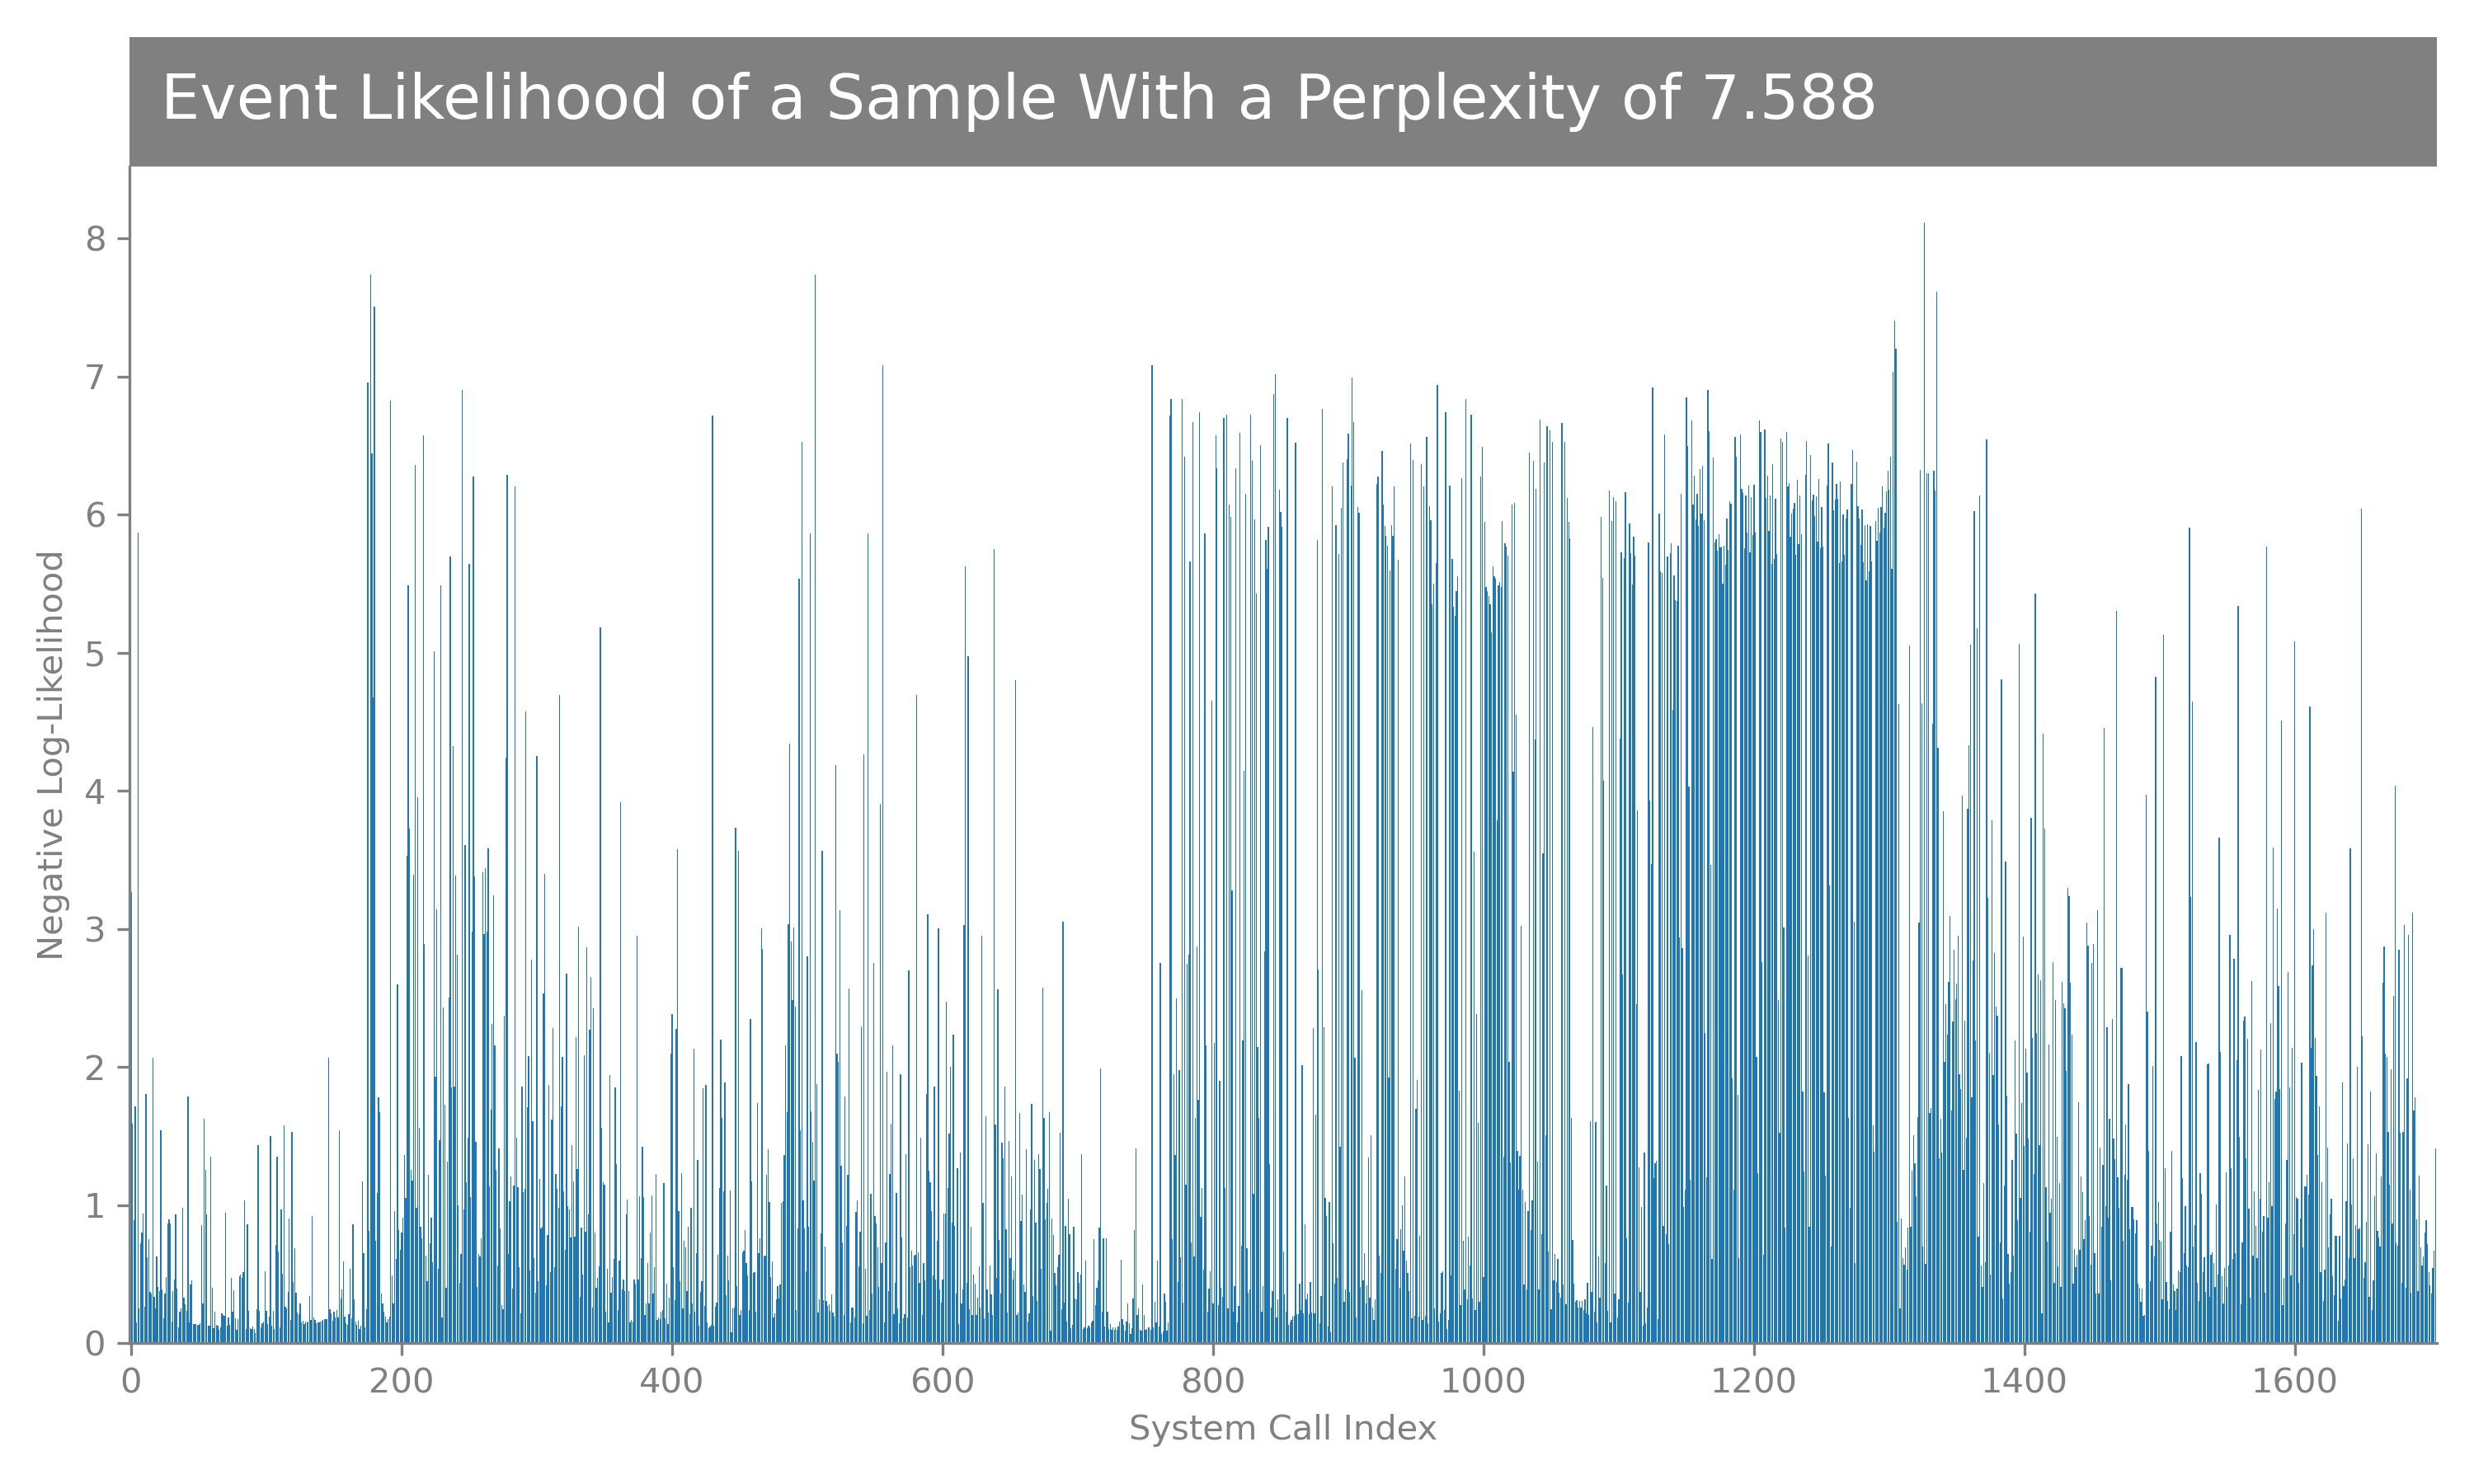 Event Likelihood of a Sample With a Perplexity of 7.588
8
7
6
5
4
3
2
1
0
Negative Log-Likelihood
0 200 400 600 800 1000 1200 1400 1600
System Call Index